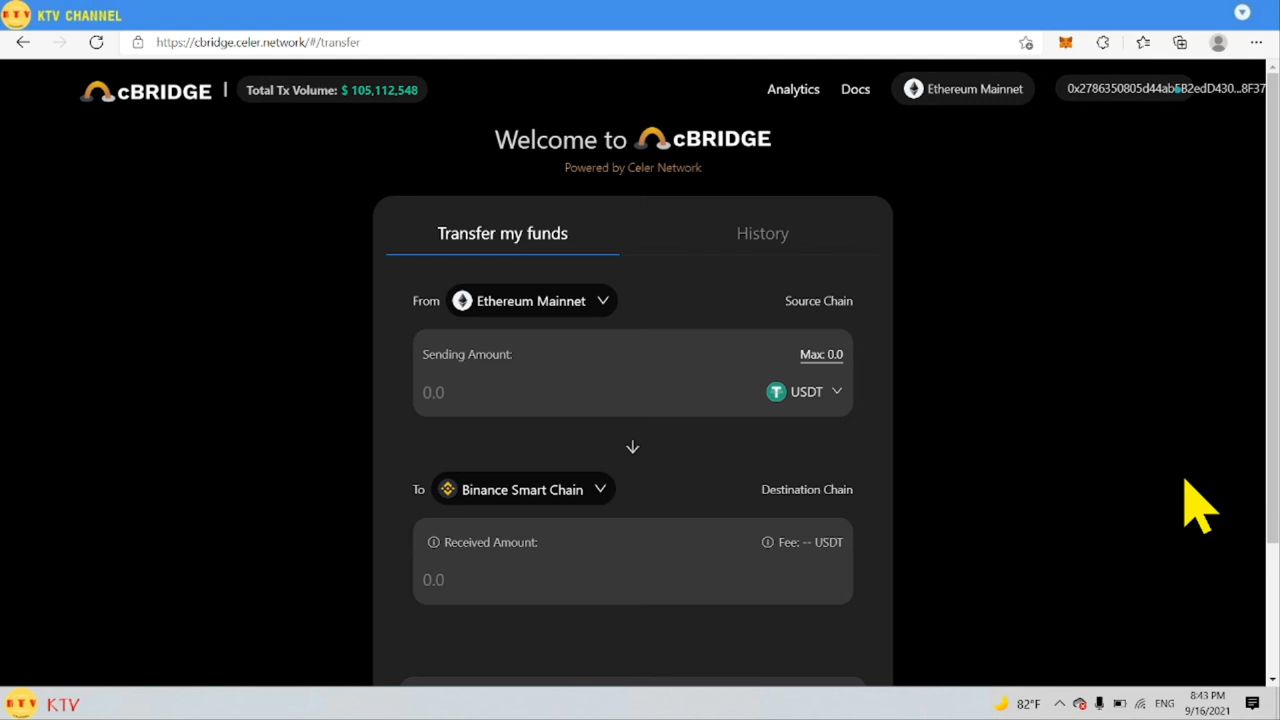 KTV CHANNEL
https://cbridge.celer.network/#/transfer
cBRIDGE | Total Tx Volume: $ 105,112,548 Analytics Docs Ethereum Mainnet
Welcome to cBRIDGE
Powered by Celer Network
Transfer my funds History
From Ethereum Mainnet Source Chain
Sending Amount: Max: 0.0
0.0 USDT
To Binance Smart Chain Destination Chain
Received Amount: Fee: -- USDT
0.0
KTV KTV 82°F ENG 8:43 PM
9/16/2021